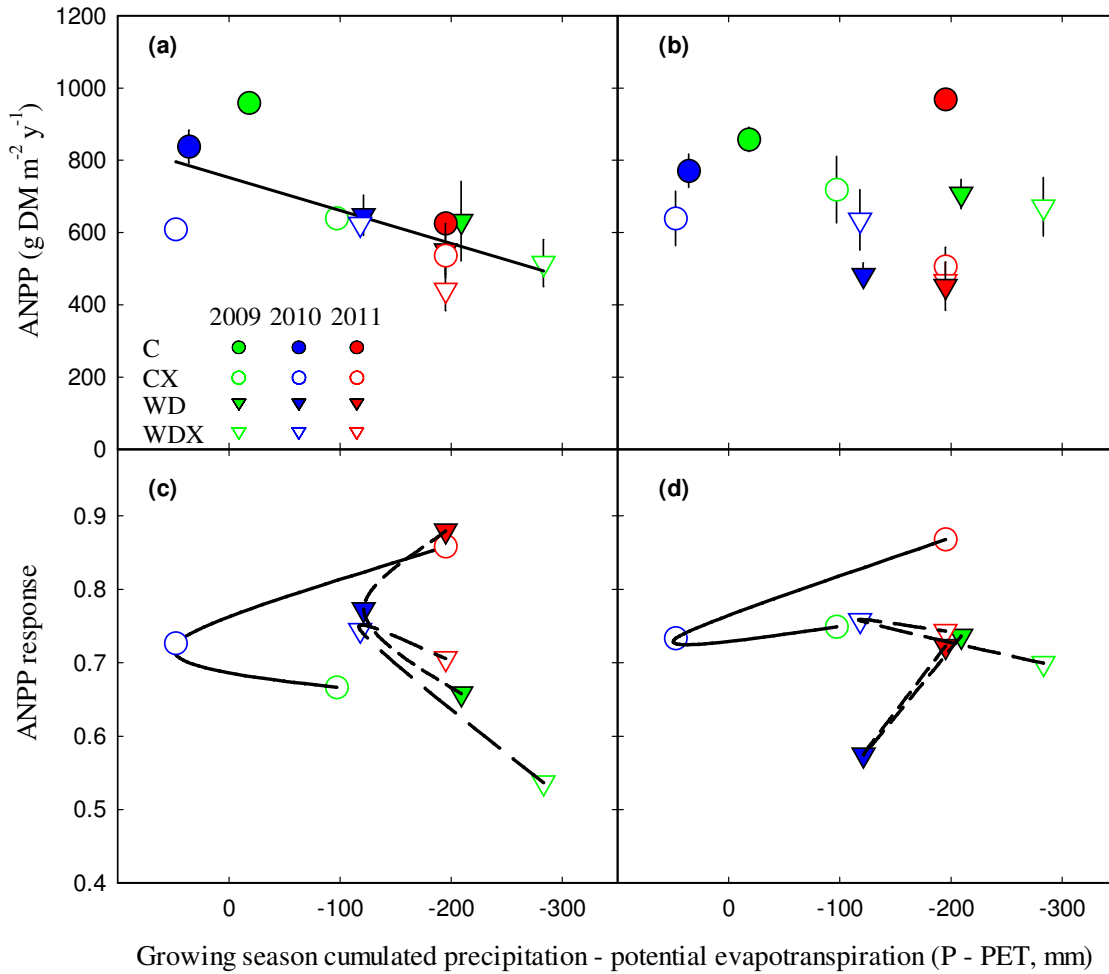 1200
1000
800
600
400
200
0
ANPP (g DM m⁻² y⁻¹)
(a)
(b)
2009 2010 2011
C
CX
WD
WDX
0.9
0.8
0.7
0.6
0.5
0.4
ANPP response
(c)
(d)
0 -100 -200 -300 0 -100 -200 -300
Growing season cumulated precipitation - potential evapotranspiration (P - PET, mm)